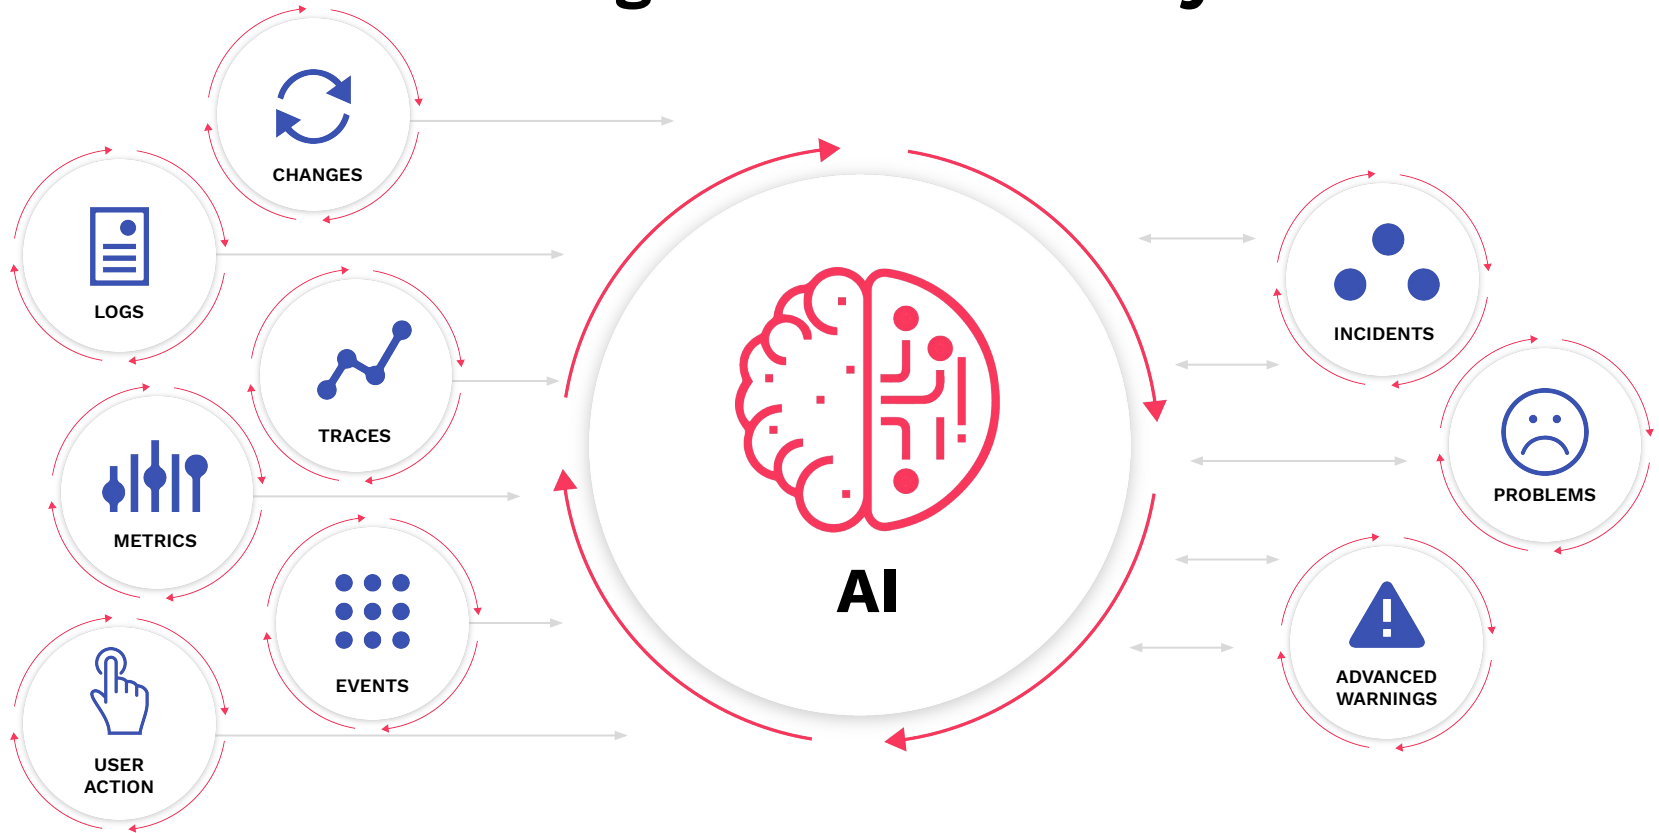 CHANGES
LOGS
TRACES
METRICS
EVENTS
USER
ACTION
AI
INCIDENTS
PROBLEMS
ADVANCED
WARNINGS